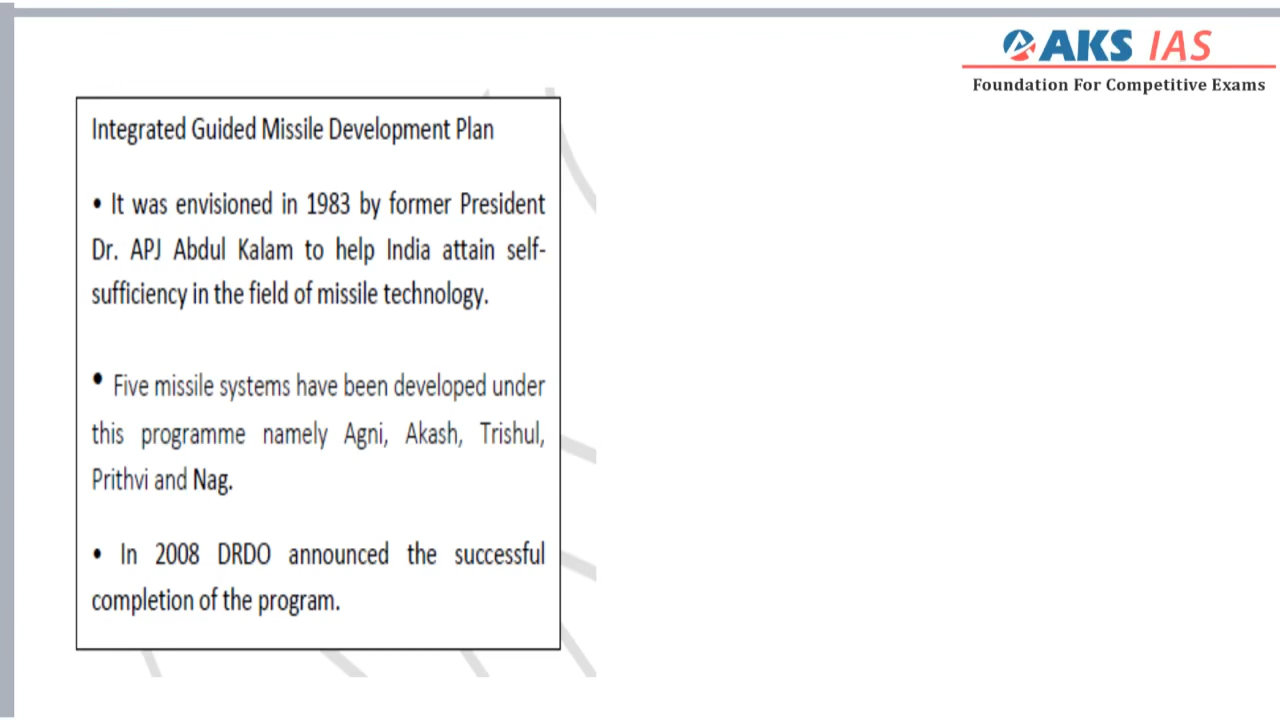 AKS IAS
Foundation For Competitive Exams
Integrated Guided Missile Development Plan
• It was envisioned in 1983 by former President
Dr. APJ Abdul Kalam to help India attain self-
sufficiency in the field of missile technology.
• Five missile systems have been developed under
this programme namely Agni, Akash, Trishul,
Prithvi and Nag.
• In 2008 DRDO announced the successful
completion of the program.